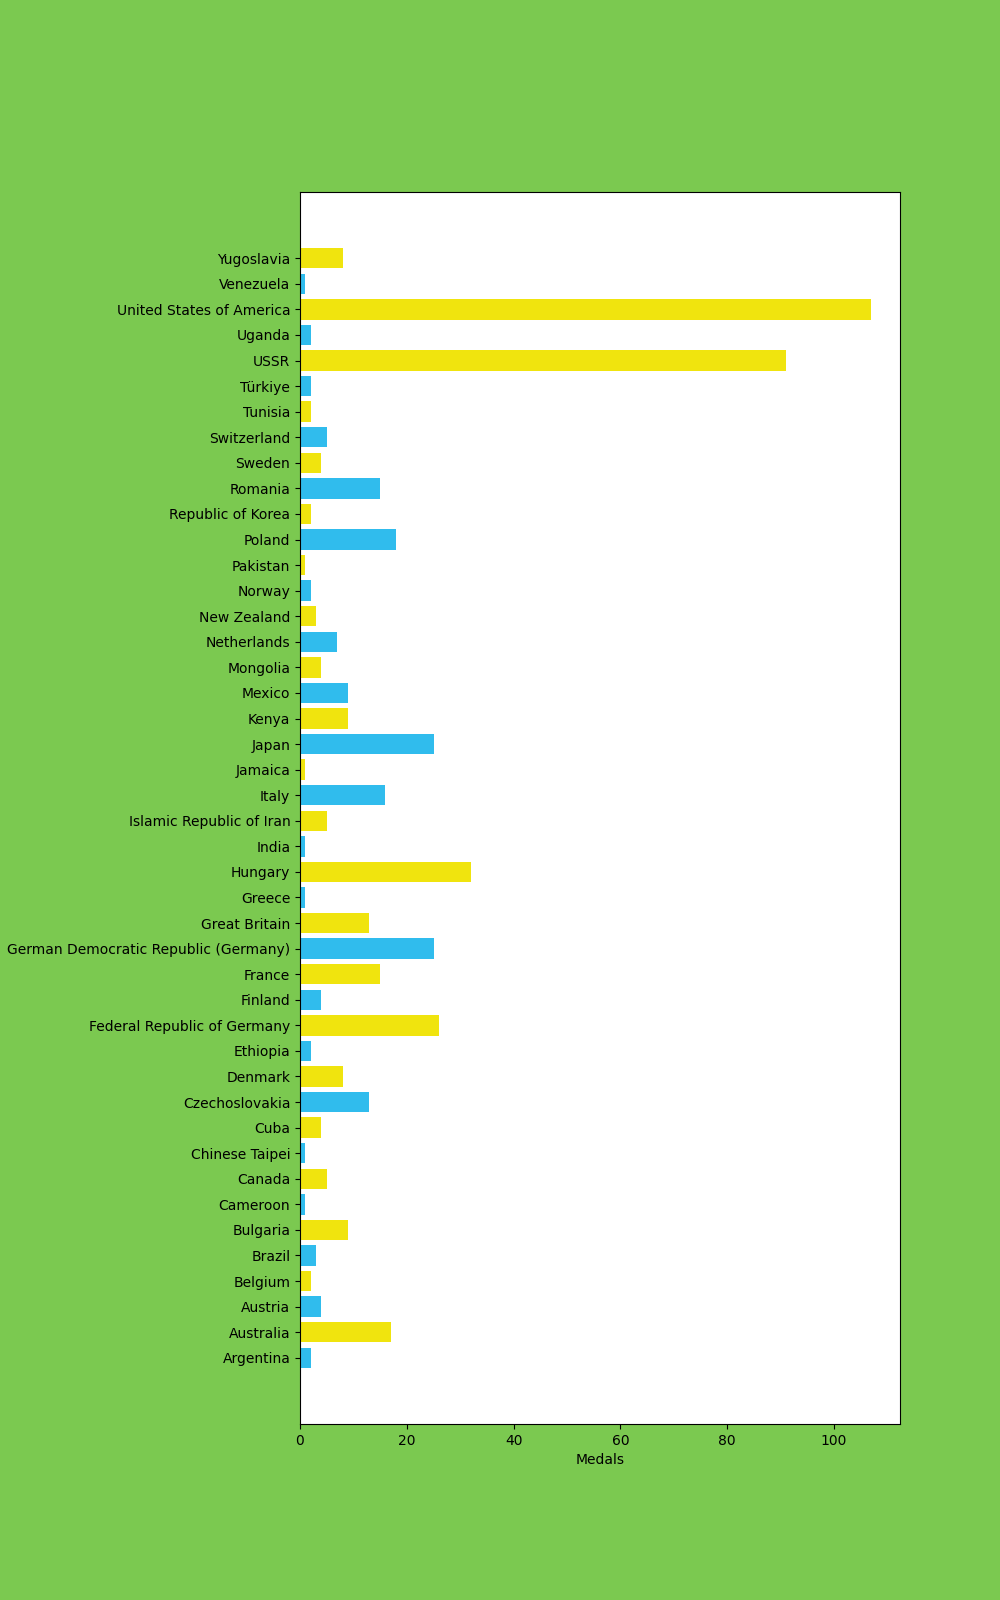 Yugoslavia
Venezuela
United States of America
Uganda
USSR
Türkiye
Tunisia
Switzerland
Sweden
Romania
Republic of Korea
Poland
Pakistan
Norway
New Zealand
Netherlands
Mongolia
Mexico
Kenya
Japan
Jamaica
Italy
Islamic Republic of Iran
India
Hungary
Greece
Great Britain
German Democratic Republic (Germany)
France
Finland
Federal Republic of Germany
Ethiopia
Denmark
Czechoslovakia
Cuba
Chinese Taipei
Canada
Cameroon
Bulgaria
Brazil
Belgium
Austria
Australia
Argentina
0 20 40 60 80 100
Medals